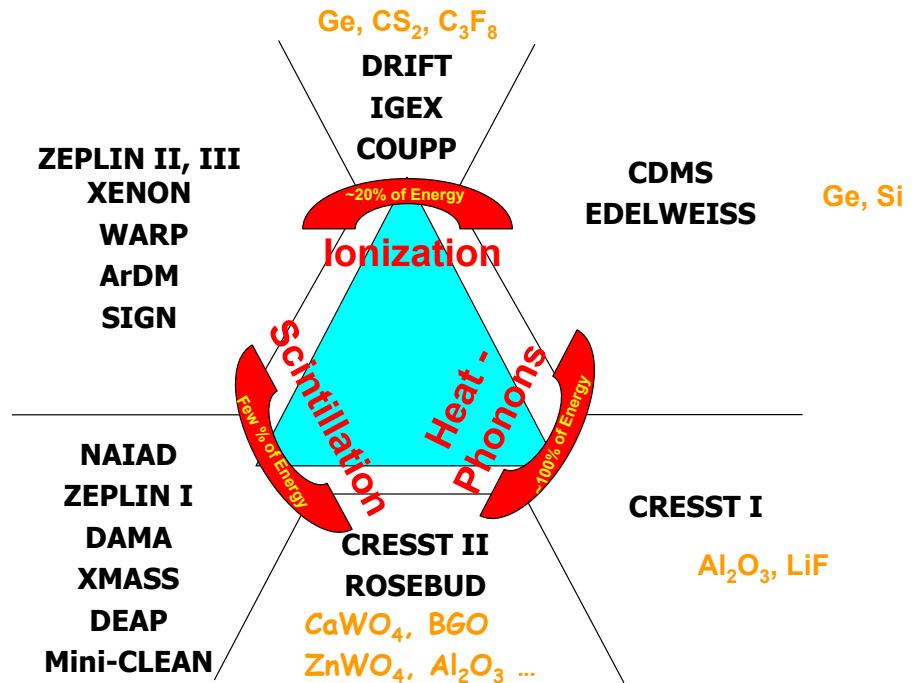 Ge, CS₂, C₃F₈
DRIFT
IGEX
COUPP
ZEPLIN II, III
XENON
WARP
ArDM
SIGN
CDMS
EDELWEISS
Ge, Si
~20% of Energy
Ionization
Scintillation
Heat -
Phonons
Few % of Energy
~100% of Energy
NAIAD
ZEPLIN I
DAMA
XMASS
DEAP
Mini-CLEAN
CRESST II
ROSEBUD
CaWO₄, BGO
ZnWO₄, Al₂O₃ ...
CRESST I
Al₂O₃, LiF